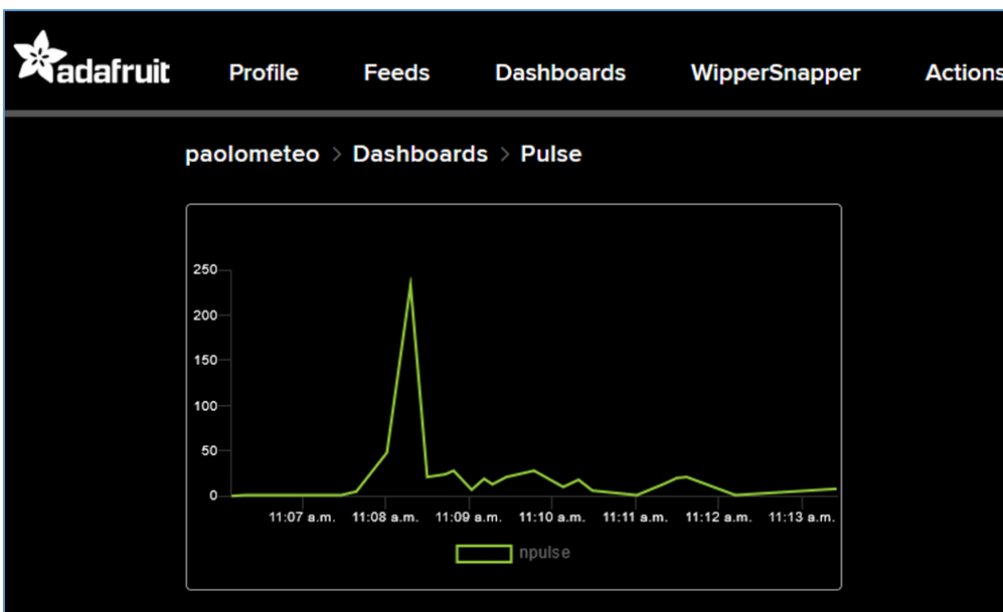 adafruit Profile Feeds Dashboards WipperSnapper Actions
paolometeo > Dashboards > Pulse
250
200
150
100
50
0
11:07 a.m. 11:08 a.m. 11:09 a.m. 11:10 a.m. 11:11 a.m. 11:12 a.m. 11:13 a.m.
npulse